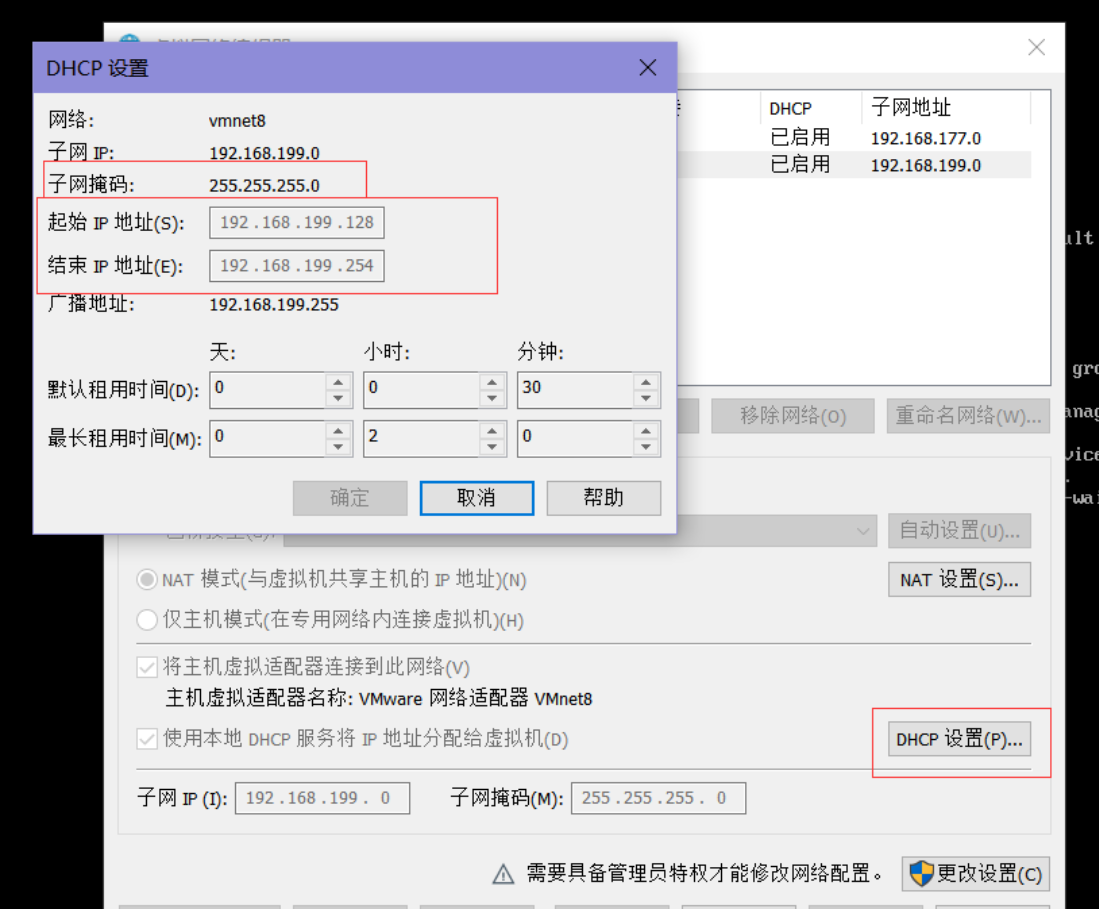 DHCP 设置
网络: vmnet8
子网 IP: 192.168.199.0
子网掩码: 255.255.255.0
起始 IP 地址(S): 192.168.199.128
结束 IP 地址(E): 192.168.199.254
广播地址: 192.168.199.255
天: 小时: 分钟:
默认租用时间(D): 0 0 30
最长租用时间(M): 0 2 0
确定 取消 帮助
DHCP 子网地址
已启用 192.168.177.0
已启用 192.168.199.0
移除网络(O) 重命名网络(W)...
自动设置(U)...
NAT 模式(与虚拟机共享主机的 IP 地址)(N) NAT 设置(S)...
仅主机模式(在专用网络内连接虚拟机)(H)
将主机虚拟适配器连接到此网络(V)
主机虚拟适配器名称: VMware 网络适配器 VMnet8
使用本地 DHCP 服务将 IP 地址分配给虚拟机(D) DHCP 设置(P)...
子网 IP (I): 192.168.199. 0 子网掩码(M): 255.255.255. 0
需要具备管理员特权才能修改网络配置。 更改设置(C)